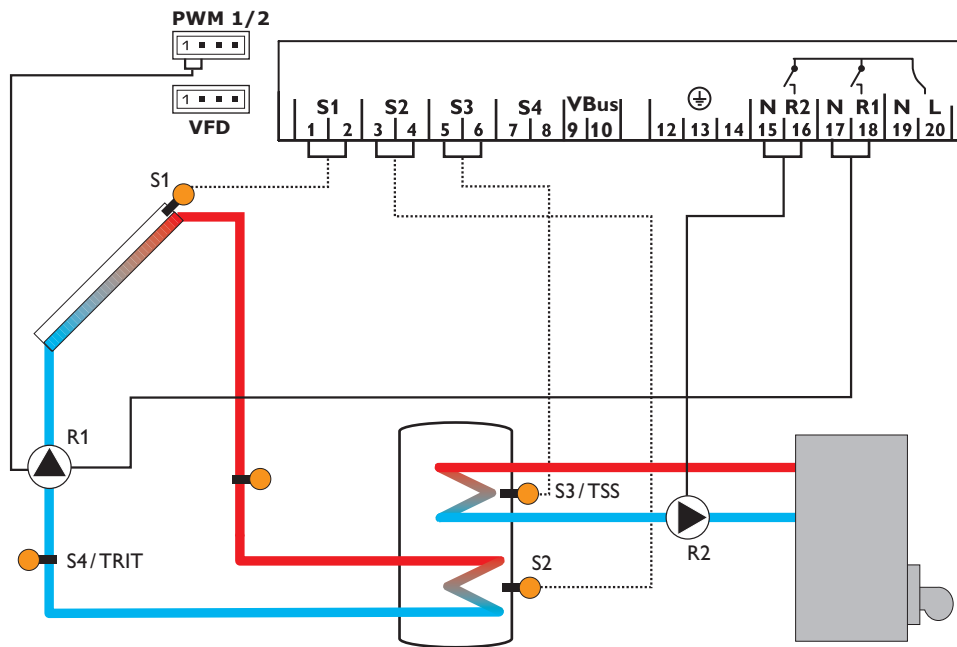 PWM 1/2
1
1
VFD
S1 S2 S3 S4 VBus N R2 N R1 N L
1 2 3 4 5 6 7 8 9 10 12 13 14 15 16 17 18 19 20
S1
R1
S3/TSS
R2
S4/TRIT
S2